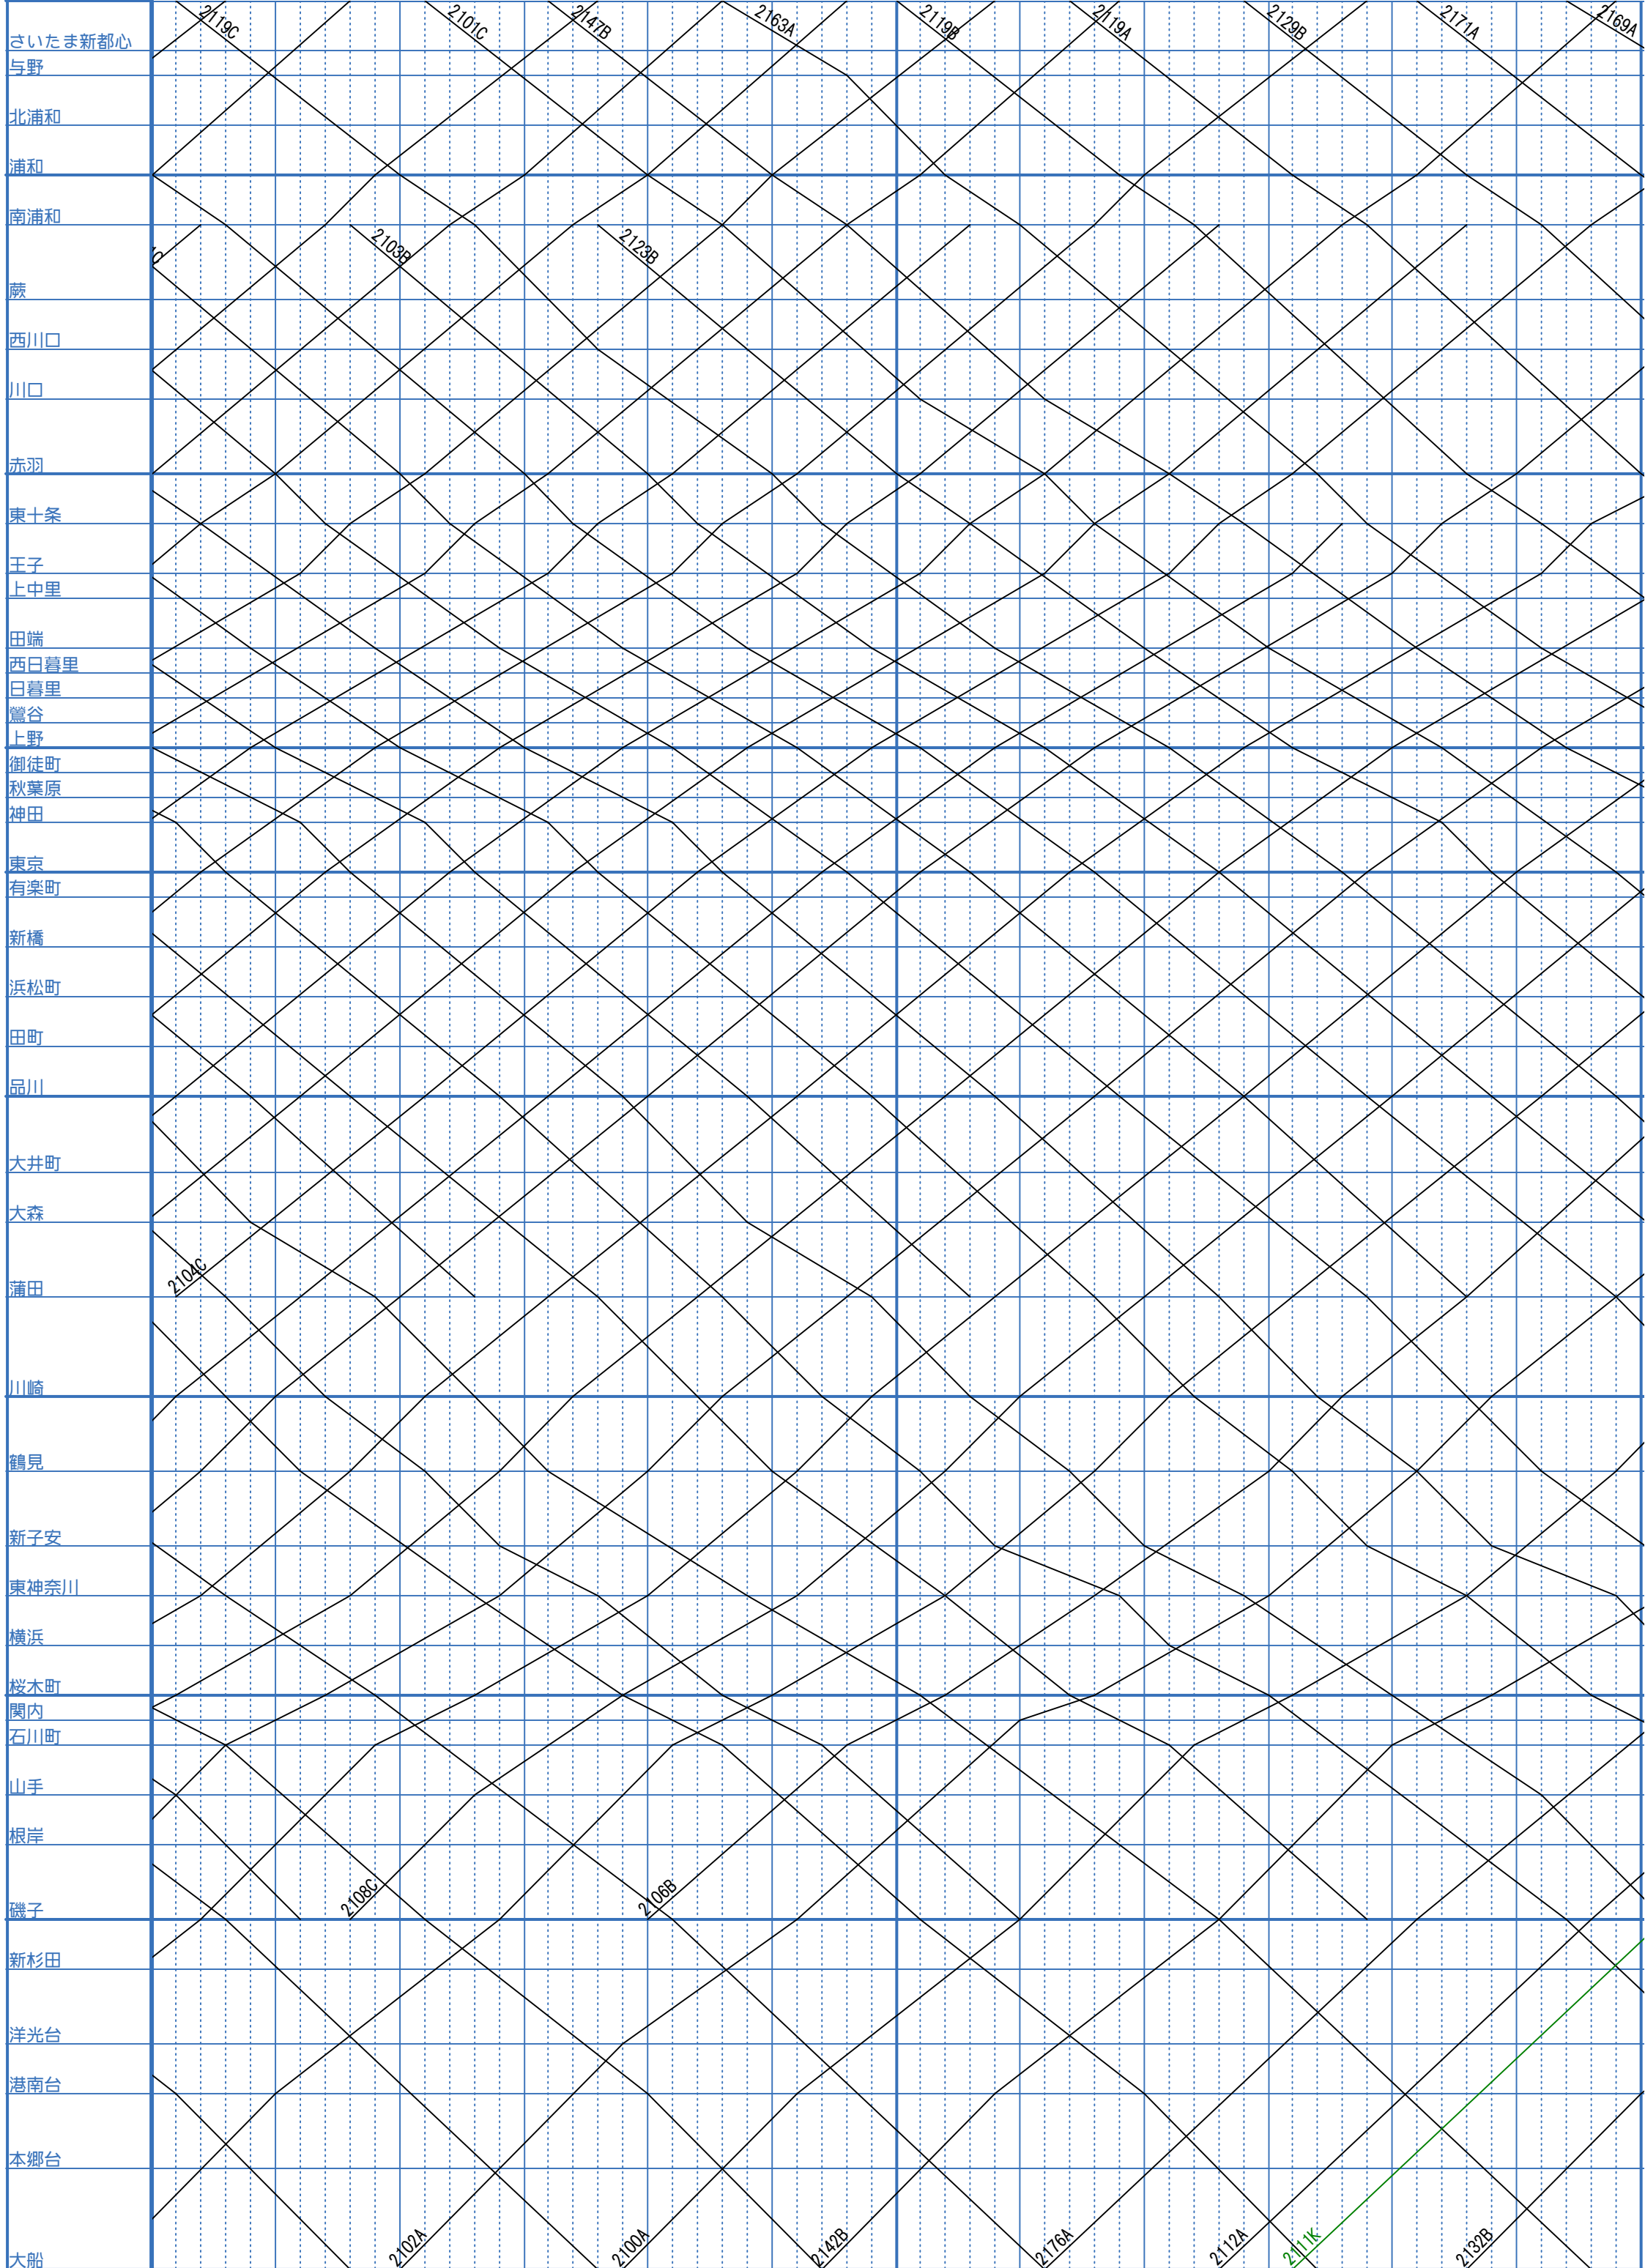 2119C
2101C
2147B
2163A
2119B
2119A
2129B
2171A
2169A
さいたま新都心
与野
北浦和
浦和
南浦和
2103B
2123B
蕨
西川口
川口
赤羽
東十条
王子
上中里
田端
西日暮里
日暮里
鶯谷
上野
御徒町
秋葉原
神田
東京
有楽町
新橋
浜松町
田町
品川
大井町
大森
2104C
蒲田
川崎
鶴見
新子安
東神奈川
横浜
桜木町
関内
石川町
山手
根岸
2108C
2106B
磯子
新杉田
洋光台
港南台
本郷台
2102A
2100A
2142B
2176A
2112A
2111K
2132B
大船